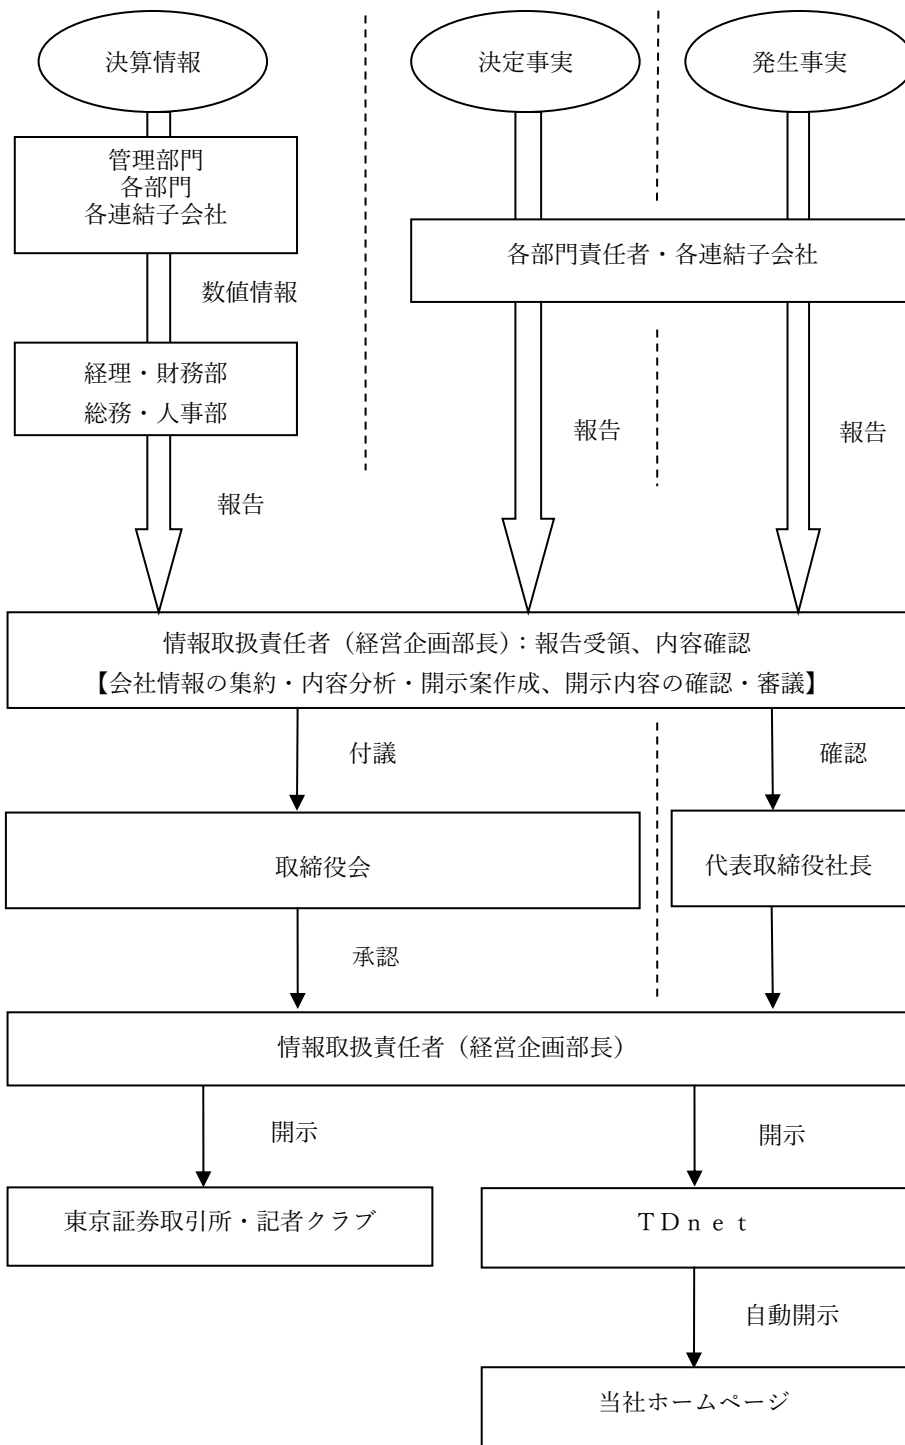 決算情報
決定事実
発生事実
管理部門
各部門
各連結子会社
各部門責任者・各連結子会社
数値情報
経理・財務部
総務・人事部
報告
報告
報告
情報取扱責任者（経営企画部長）：報告受領、内容確認
【会社情報の集約・内容分析・開示案作成、開示内容の確認・審議】
付議
確認
取締役会
代表取締役社長
承認
情報取扱責任者（経営企画部長）
開示
開示
東京証券取引所・記者クラブ
ＴＤｎｅｔ
自動開示
当社ホームページ